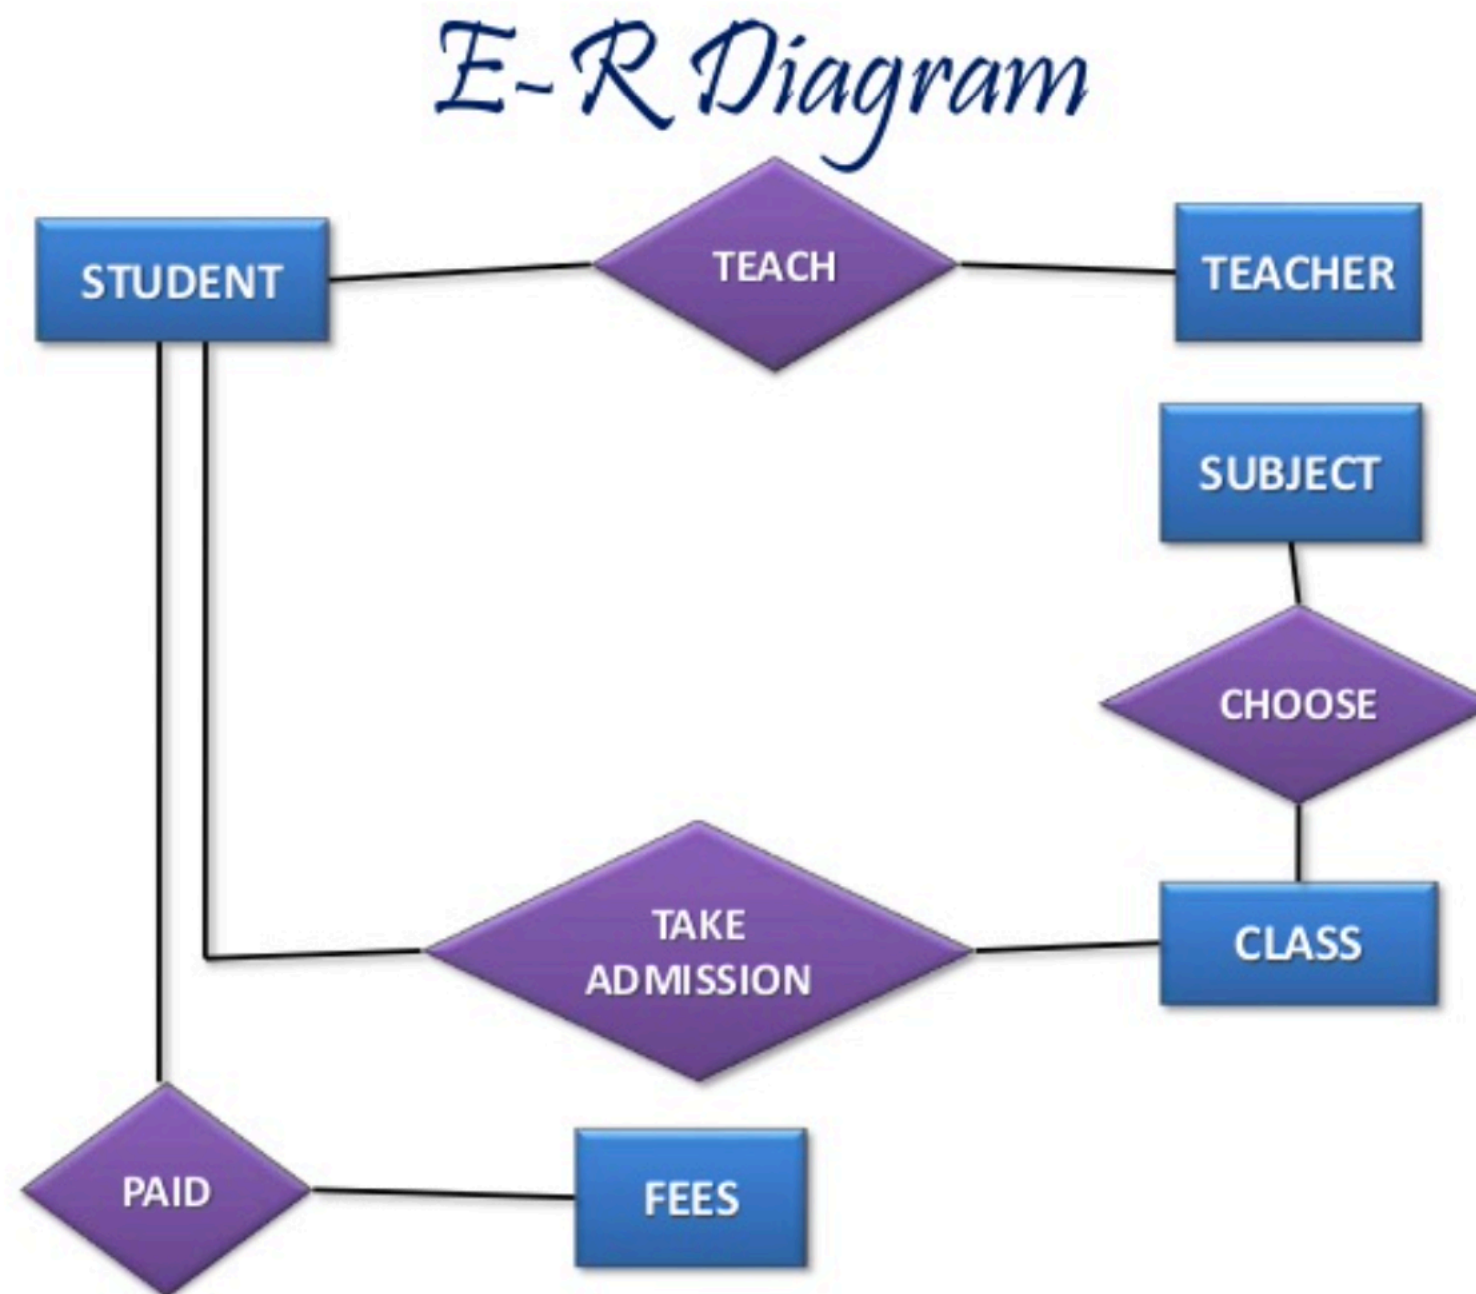 E-R Diagram
STUDENT
TEACH
TEACHER
SUBJECT
CHOOSE
TAKE
ADMISSION
CLASS
PAID
FEES